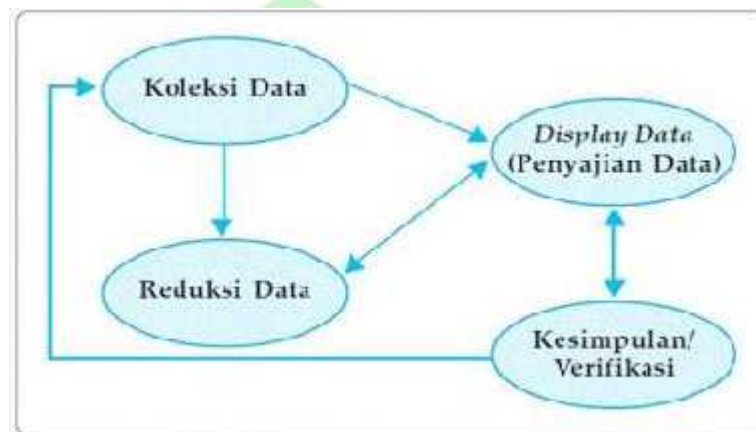 Koleksi Data
Display Data
(Penyajian Data)
Reduksi Data
Kesimpulan/
Verifikasi